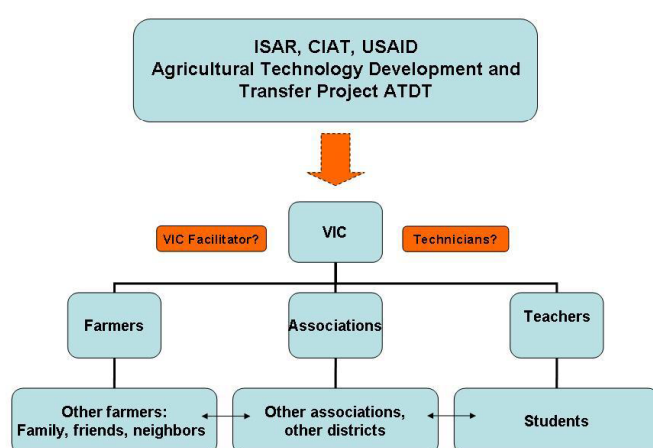 ISAR, CIAT, USAID
Agricultural Technology Development and
Transfer Project ATDT
VIC Facilitator?
VIC
Technicians?
Farmers
Associations
Teachers
Other farmers:
Family, friends, neighbors
Other associations,
other districts
Students